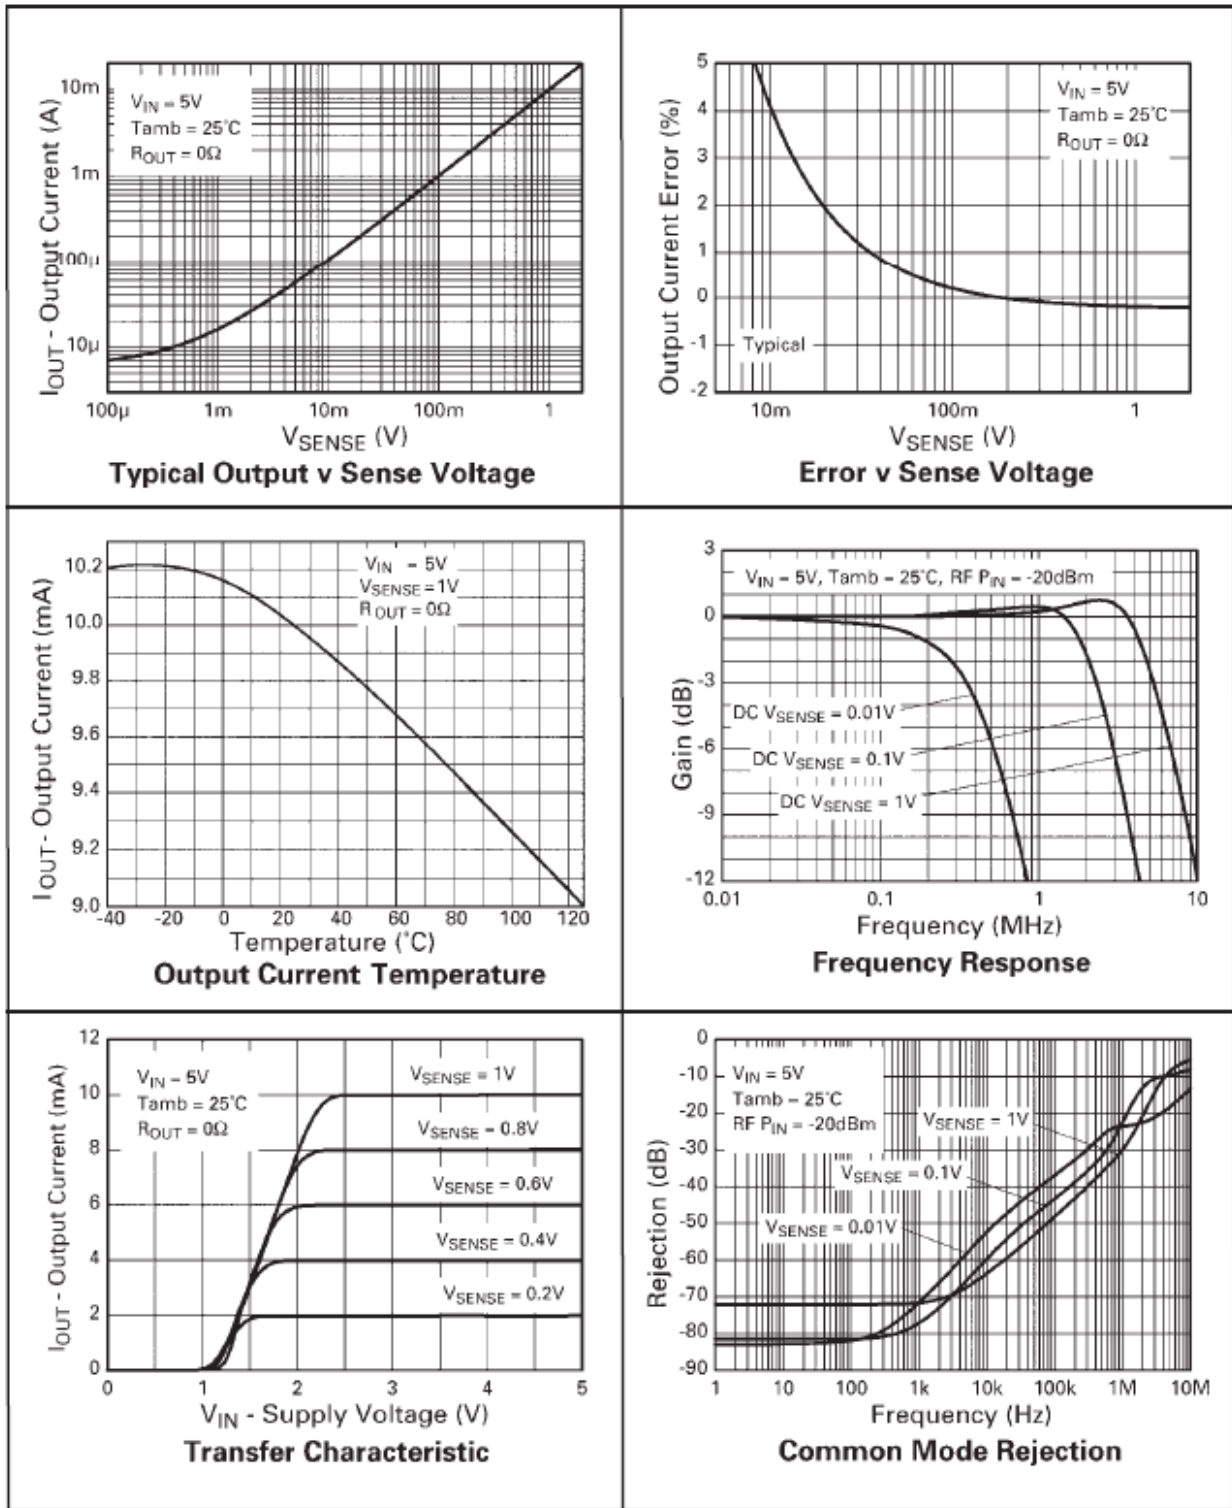 10m
1m
100µ
10µ
IOUT - Output Current (A)
VIN = 5V
Tamb = 25°C
ROUT = 0Ω
100µ 1m 10m 100m 1
VSENSE (V)
Typical Output v Sense Voltage
5
4
3
2
1
0
-1
-2
Output Current Error (%)
VIN = 5V
Tamb = 25°C
ROUT = 0Ω
Typical
10m 100m 1
VSENSE (V)
Error v Sense Voltage
10.2
10.0
9.8
9.6
9.4
9.2
9.0
IOUT - Output Current (mA)
VIN = 5V
VSENSE = 1V
ROUT = 0Ω
-40 -20 0 20 40 60 80 100 120
Temperature (°C)
Output Current Temperature
3
0
-3
-6
-9
-12
Gain (dB)
VIN = 5V, Tamb = 25°C, RF PIN = -20dBm
DC VSENSE = 0.01V
DC VSENSE = 0.1V
DC VSENSE = 1V
0.01 0.1 1 10
Frequency (MHz)
Frequency Response
12
10
8
6
4
2
0
IOUT - Output Current (mA)
VIN = 5V
Tamb = 25°C
ROUT = 0Ω
VSENSE = 1V
VSENSE = 0.8V
VSENSE = 0.6V
VSENSE = 0.4V
VSENSE = 0.2V
0 1 2 3 4 5
VIN - Supply Voltage (V)
Transfer Characteristic
0
-10
-20
-30
-40
-50
-60
-70
-80
-90
Rejection (dB)
VIN = 5V
Tamb = 25°C
RF PIN = -20dBm
VSENSE = 1V
VSENSE = 0.1V
VSENSE = 0.01V
1 10 100 1k 10k 100k 1M 10M
Frequency (Hz)
Common Mode Rejection